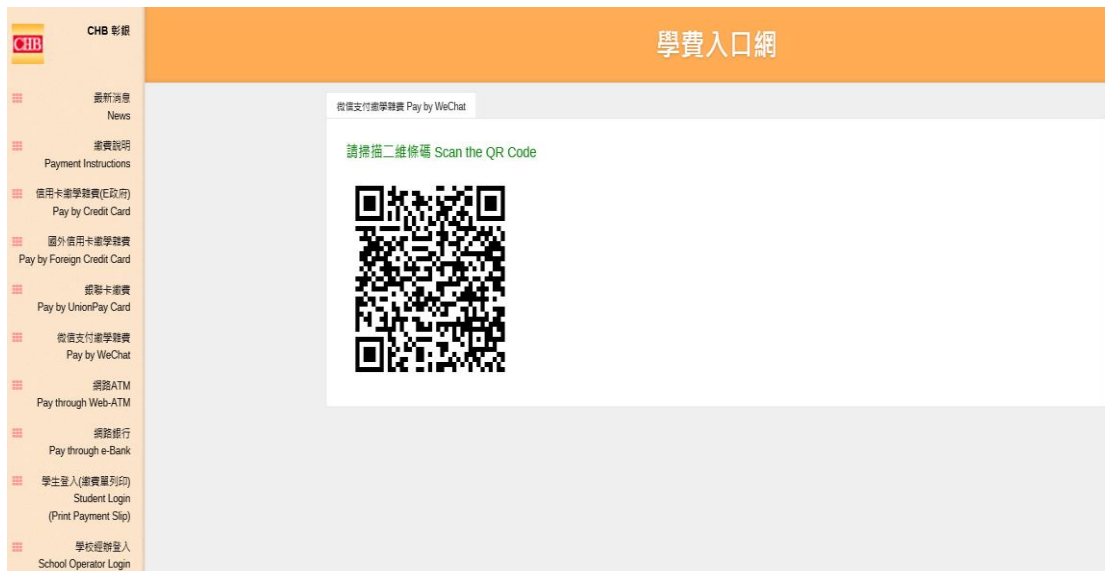 CHB
CHB 彰銀
學費入口網
最新消息
News
繳費說明
Payment Instructions
信用卡繳學雜費(E政府)
Pay by Credit Card
國外信用卡繳學雜費
Pay by Foreign Credit Card
銀聯卡繳費
Pay by UnionPay Card
微信支付繳學雜費
Pay by WeChat
網路ATM
Pay through Web-ATM
網路銀行
Pay through e-Bank
學生登入(繳費單列印)
Student Login
(Print Payment Slip)
學校經辦登入
School Operator Login
微信支付繳學雜費 Pay by WeChat
請掃描二維條碼 Scan the QR Code